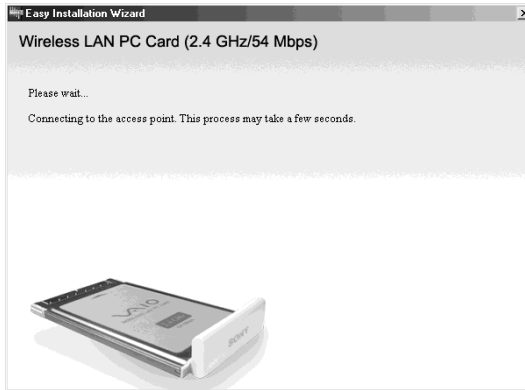 Easy Installation Wizard
Wireless LAN PC Card (2.4 GHz/54 Mbps)
Please wait...
Connecting to the access point. This process may take a few seconds.
VAIO
SONY